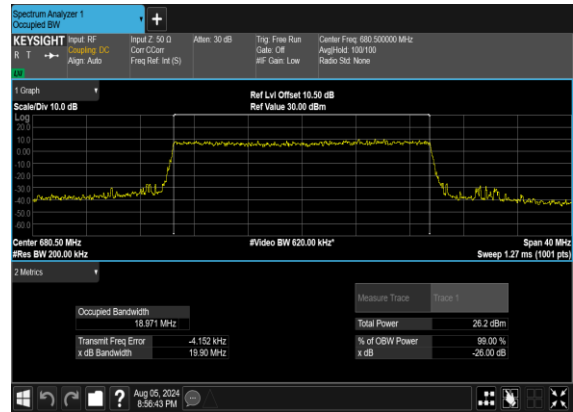 Spectrum Analyzer 1
Occupied BW
+
KEYSIGHT Input: RF Input Z: 50 Ω Atten: 30 dB Trig: Free Run Center Freq: 680.500000 MHz
R T Coupling: DC Corr CCorr Gate: Off Avg|Hold: 100/100
Align: Auto Freq Ref: Int (S) #IF Gain: Low Radio Std: None
1 Graph
Ref Lvl Offset 10.50 dB
Scale/Div 10.0 dB Ref Value 30.00 dBm
Log
20.0
10.0
0.00
-10.0
-20.0
-30.0
-40.0
-50.0
-60.0
Center 680.50 MHz #Video BW 620.00 kHz* Span 40 MHz
#Res BW 200.00 kHz Sweep 1.27 ms (1001 pts)
2 Metrics
Measure Trace Trace 1
Occupied Bandwidth
18.971 MHz Total Power 26.2 dBm
Transmit Freq Error -4.152 kHz % of OBW Power 99.00 %
x dB Bandwidth 19.90 MHz x dB -26.00 dB
? Aug 05, 2024
8:56:43 PM